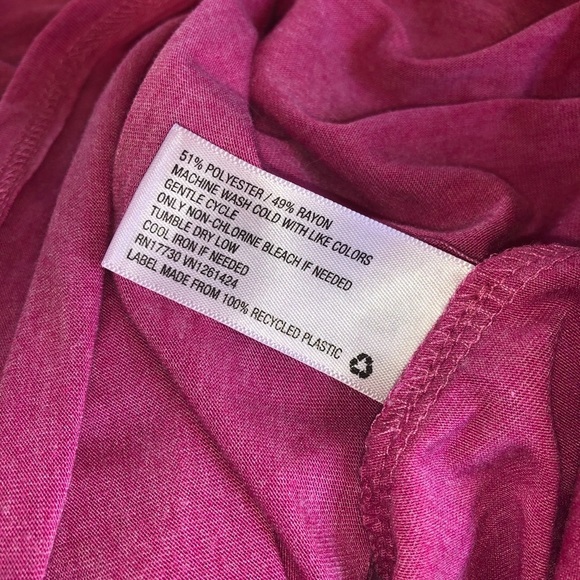 51% POLYESTER / 49% RAYON
MACHINE WASH COLD WITH LIKE COLORS
GENTLE CYCLE
ONLY NON-CHLORINE BLEACH IF NEEDED
TUMBLE DRY LOW
COOL IRON IF NEEDED
RN17730 VN1261424
LABEL MADE FROM 100% RECYCLED PLASTIC